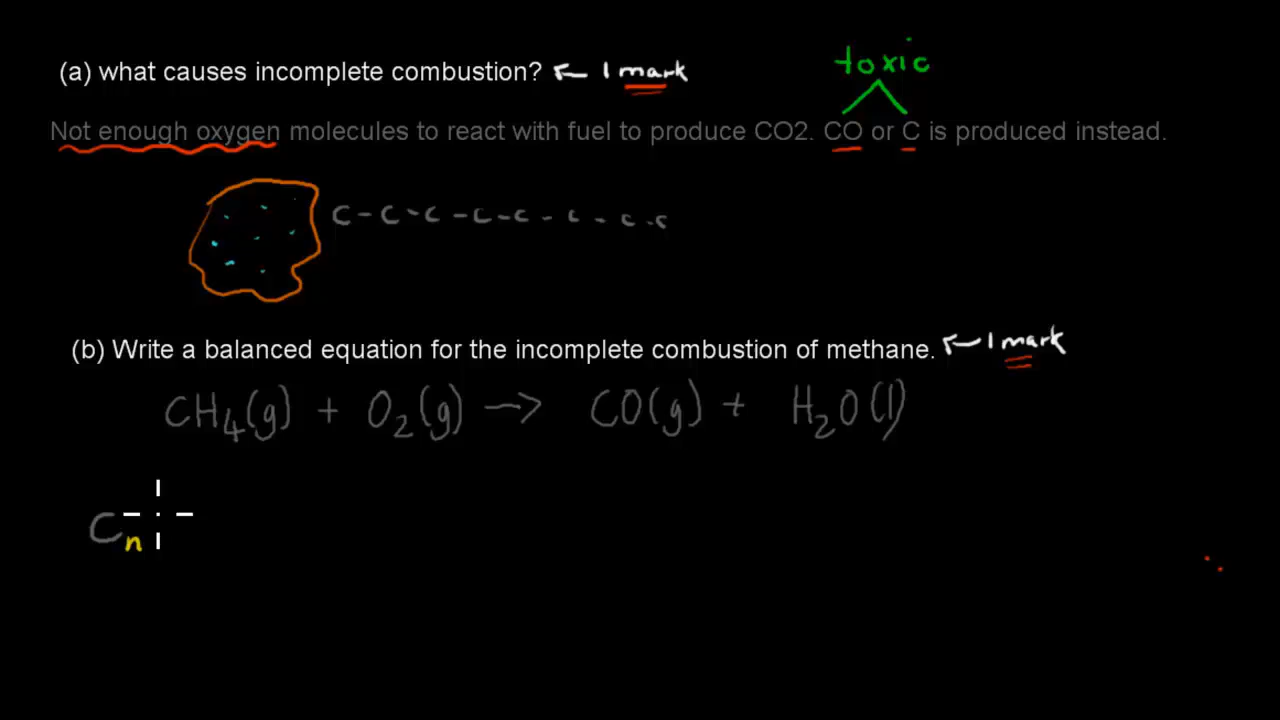 (a) what causes incomplete combustion? ← 1 mark
toxic
Not enough oxygen molecules to react with fuel to produce CO2. CO or C is produced instead.
C - C - C - C - C - C - C - C
(b) Write a balanced equation for the incomplete combustion of methane. ← 1 mark
CH₄(g) + O₂(g) → CO(g) + H₂O(l)
Cₙ